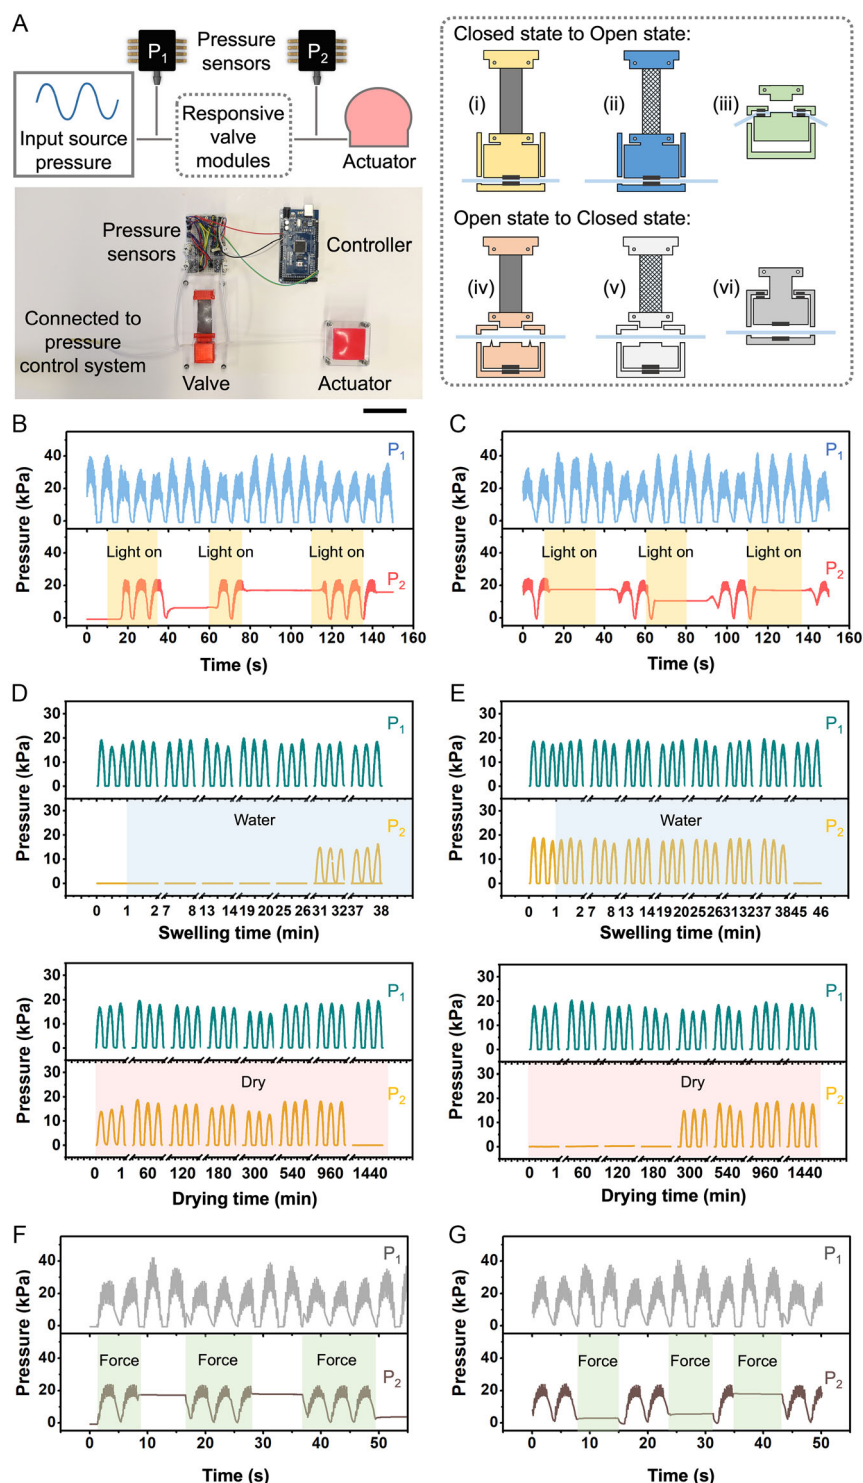 A
P1
Pressure
sensors
P2
Input source
pressure
Responsive
valve
modules
Actuator
Pressure
sensors
Controller
Connected to
pressure
control system
Valve
Actuator
Closed state to Open state:
(i)
(ii)
(iii)
Open state to Closed state:
(iv)
(v)
(vi)
B
Pressure (kPa)
40
20
0
P1
40
20
0
Light on
Light on
Light on
P2
0 20 40 60 80 100 120 140 160
Time (s)
C
Pressure (kPa)
40
20
0
P1
40
20
0
Light on
Light on
Light on
P2
0 20 40 60 80 100 120 140 160
Time (s)
D
Pressure (kPa)
30
20
10
0
P1
30
20
10
0
Water
P2
0 1 2 7 8 13 14 19 20 25 26 31 32 37 38
Swelling time (min)
Pressure (kPa)
30
20
10
0
P1
30
20
10
0
Dry
P2
0 1 60 120 180 300 540 960 1440
Drying time (min)
E
Pressure (kPa)
30
20
10
0
P1
30
20
10
0
Water
P2
0 1 2 7 8 13 14 19 20 25 26 31 32 37 38 45 46
Swelling time (min)
Pressure (kPa)
30
20
10
0
P1
30
20
10
0
Dry
P2
0 1 60 120 180 300 540 960 1440
Drying time (min)
F
Pressure (kPa)
40
20
0
P1
40
20
0
Force
Force
Force
P2
0 10 20 30 40 50
Time (s)
G
Pressure (kPa)
40
20
0
P1
40
20
0
Force
Force
Force
P2
0 10 20 30 40 50
Time (s)